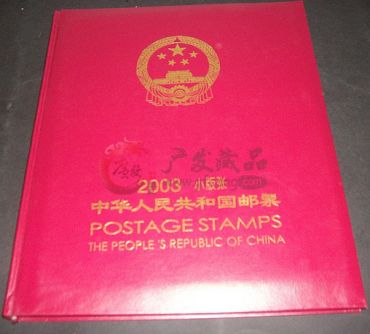 2003 小版张
广发藏品
中华人民共和国邮票
POSTAGE STAMPS
THE PEOPLE'S REPUBLIC OF CHINA